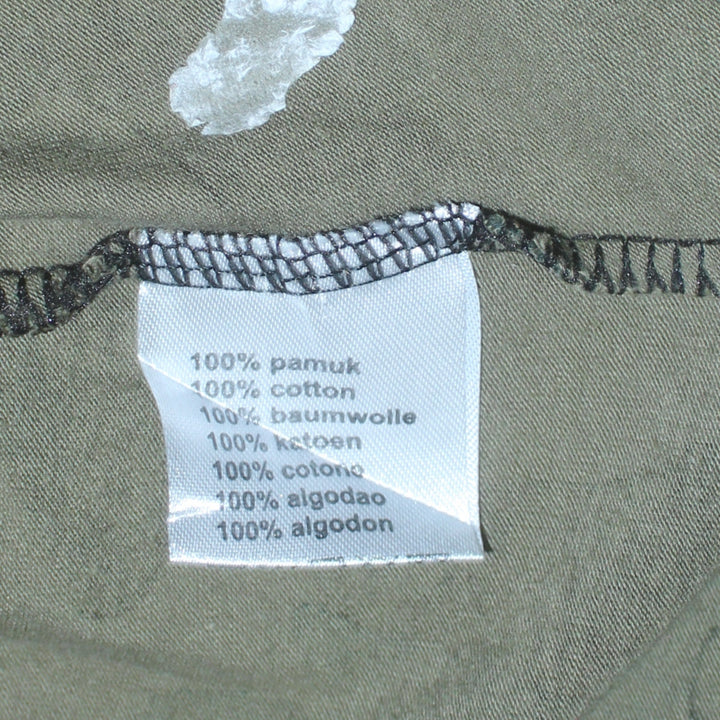 100% pamuk
100% cotton
100% baumwolle
100% katoen
100% cotone
100% algodao
100% algodon